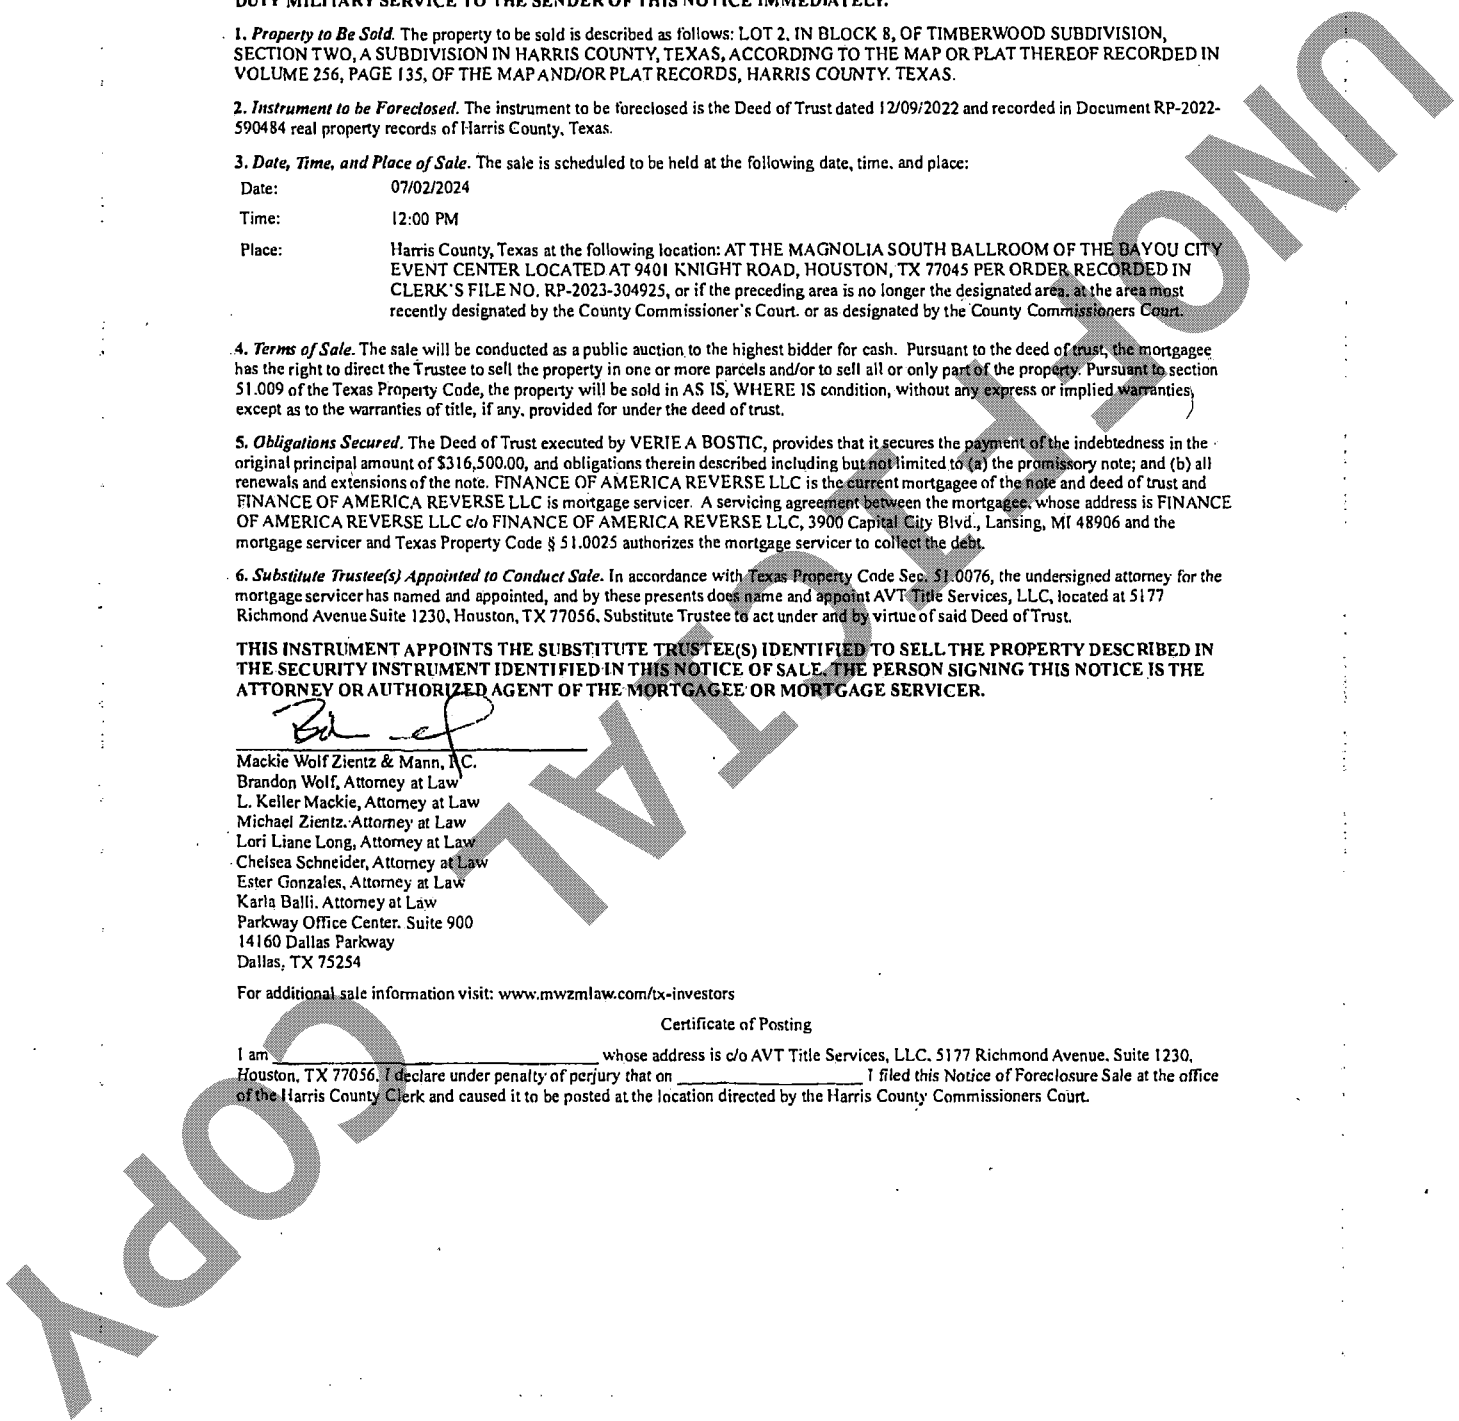 DUTY MILITARY SERVICE TO THE SENDER OF THIS NOTICE IMMEDIATELY.
1. Property to Be Sold. The property to be sold is described as follows: LOT 2, IN BLOCK 8, OF TIMBERWOOD SUBDIVISION,
SECTION TWO, A SUBDIVISION IN HARRIS COUNTY, TEXAS, ACCORDING TO THE MAP OR PLAT THEREOF RECORDED IN
VOLUME 256, PAGE 135, OF THE MAP AND/OR PLAT RECORDS, HARRIS COUNTY. TEXAS.
2. Instrument to be Foreclosed. The instrument to be foreclosed is the Deed of Trust dated 12/09/2022 and recorded in Document RP-2022-
590484 real property records of Harris County, Texas.
3. Date, Time, and Place of Sale. The sale is scheduled to be held at the following date, time, and place:
Date: 07/02/2024
Time: 12:00 PM
Place: Harris County, Texas at the following location: AT THE MAGNOLIA SOUTH BALLROOM OF THE BAYOU CITY
EVENT CENTER LOCATED AT 9401 KNIGHT ROAD, HOUSTON, TX 77045 PER ORDER RECORDED IN
CLERK'S FILE NO. RP-2023-304925, or if the preceding area is no longer the designated area, at the area most
recently designated by the County Commissioner's Court. or as designated by the County Commissioners Court.
4. Terms of Sale. The sale will be conducted as a public auction to the highest bidder for cash. Pursuant to the deed of trust, the mortgagee
has the right to direct the Trustee to sell the property in one or more parcels and/or to sell all or only part of the property. Pursuant to section
51.009 of the Texas Property Code, the property will be sold in AS IS, WHERE IS condition, without any express or implied warranties,
except as to the warranties of title, if any, provided for under the deed of trust.
5. Obligations Secured. The Deed of Trust executed by VERIE A BOSTIC, provides that it secures the payment of the indebtedness in the
original principal amount of $316,500.00, and obligations therein described including but not limited to (a) the promissory note; and (b) all
renewals and extensions of the note. FINANCE OF AMERICA REVERSE LLC is the current mortgagee of the note and deed of trust and
FINANCE OF AMERICA REVERSE LLC is mortgage servicer. A servicing agreement between the mortgagee, whose address is FINANCE
OF AMERICA REVERSE LLC c/o FINANCE OF AMERICA REVERSE LLC, 3900 Capital City Blvd., Lansing, MI 48906 and the
mortgage servicer and Texas Property Code § 51.0025 authorizes the mortgage servicer to collect the debt.
6. Substitute Trustee(s) Appointed to Conduct Sale. In accordance with Texas Property Code Sec. 51.0076, the undersigned attorney for the
mortgage servicer has named and appointed, and by these presents does name and appoint AVT Title Services, LLC, located at 5177
Richmond Avenue Suite 1230, Houston, TX 77056, Substitute Trustee to act under and by virtue of said Deed of Trust.
THIS INSTRUMENT APPOINTS THE SUBSTITUTE TRUSTEE(S) IDENTIFIED TO SELL THE PROPERTY DESCRIBED IN
THE SECURITY INSTRUMENT IDENTIFIED IN THIS NOTICE OF SALE. THE PERSON SIGNING THIS NOTICE IS THE
ATTORNEY OR AUTHORIZED AGENT OF THE MORTGAGEE OR MORTGAGE SERVICER.
Mackie Wolf Zientz & Mann, P.C.
Brandon Wolf, Attorney at Law
L. Keller Mackie, Attorney at Law
Michael Zientz. Attorney at Law
Lori Liane Long, Attorney at Law
Chelsea Schneider, Attorney at Law
Ester Gonzales, Attorney at Law
Karla Balli. Attorney at Law
Parkway Office Center. Suite 900
14160 Dallas Parkway
Dallas, TX 75254
For additional sale information visit: www.mwzmlaw.com/tx-investors
Certificate of Posting
I am ______ whose address is c/o AVT Title Services, LLC. 5177 Richmond Avenue. Suite 1230,
Houston, TX 77056. I declare under penalty of perjury that on ______ I filed this Notice of Foreclosure Sale at the office
of the Harris County Clerk and caused it to be posted at the location directed by the Harris County Commissioners Court.
UNOFFICIAL COPY